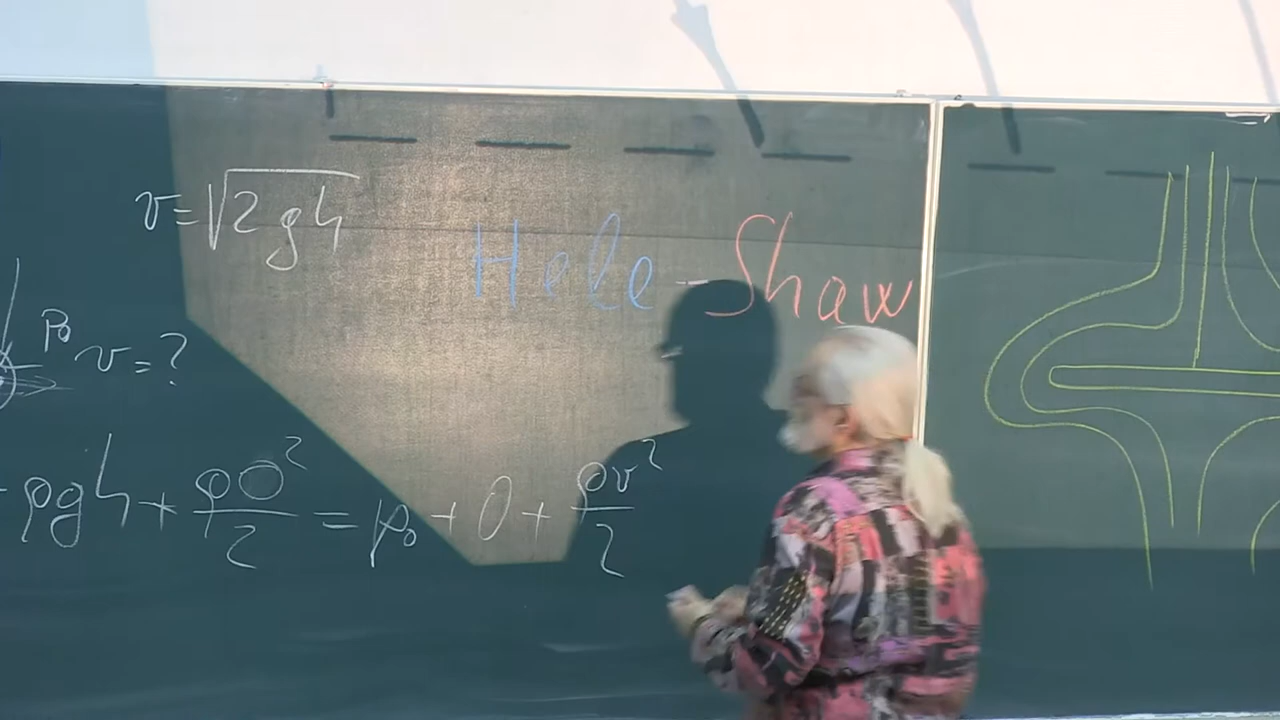 v = √2gh
Hele-Shaw
p₀
v = ?
ρgh + ρ0²/2 = p₀ + 0 + ρv²/2